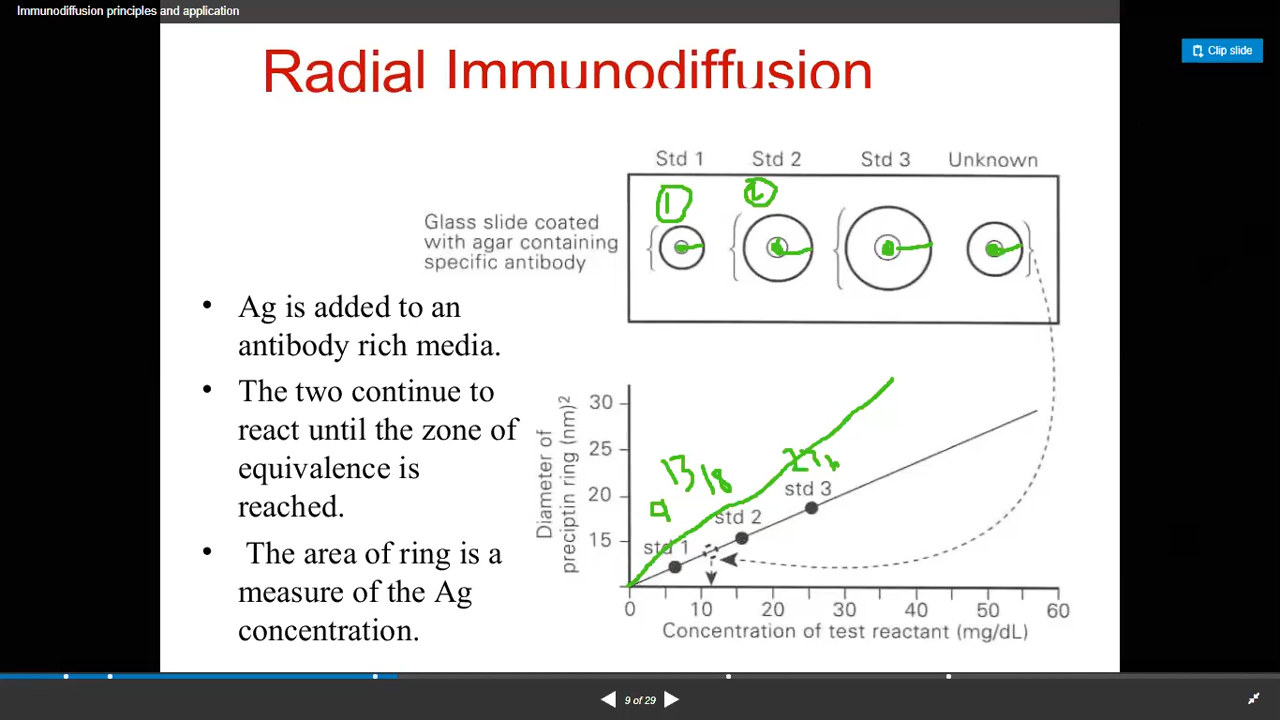 Immunodiffusion principles and application
Clip slide
Radial Immunodiffusion
Std 1 Std 2 Std 3 Unknown
1
Glass slide coated
with agar containing
specific antibody
• Ag is added to an
antibody rich media.
• The two continue to
react until the zone of
equivalence is
reached.
• The area of ring is a
measure of the Ag
concentration.
Diameter of
preciptin ring (nm)²
30
25
20
15
9 13 18
std 1
std 2
std 3
0 10 20 30 40 50 60
Concentration of test reactant (mg/dL)
9 of 29